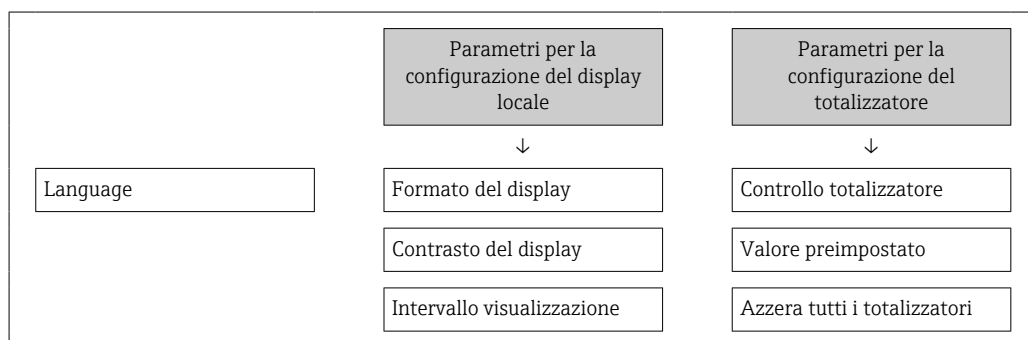 Parametri per la
configurazione del display
locale
Parametri per la
configurazione del
totalizzatore
↓
↓
Language
Formato del display
Controllo totalizzatore
Contrasto del display
Valore preimpostato
Intervallo visualizzazione
Azzera tutti i totalizzatori